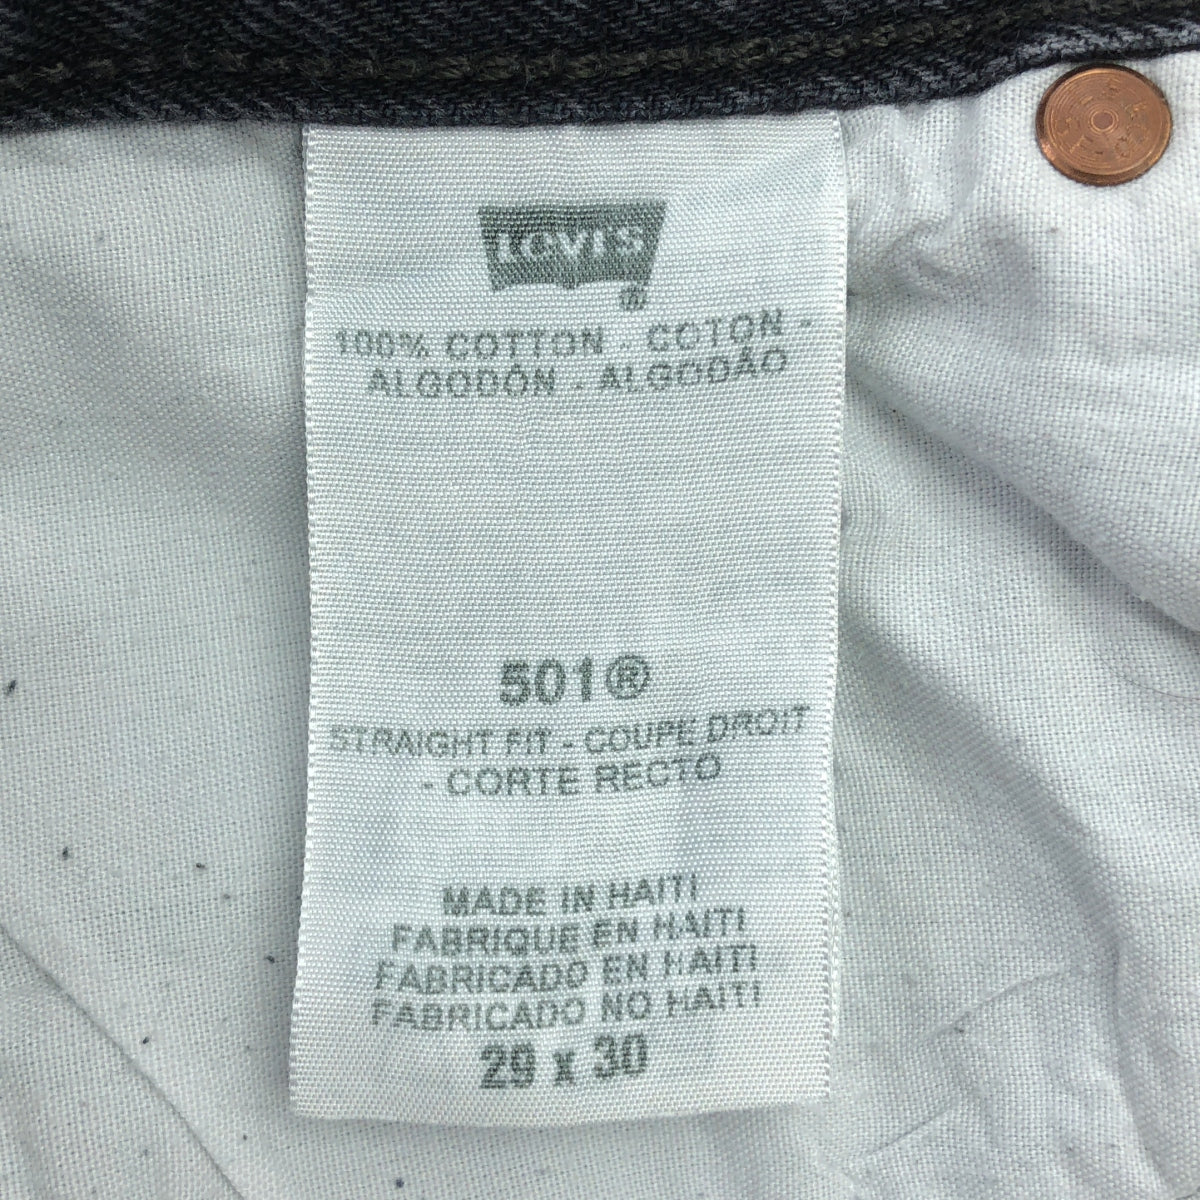 LEVI'S
®
100% COTTON - COTON -
ALGODÓN - ALGODÃO
501®
STRAIGHT FIT - COUPE DROIT
- CORTE RECTO
MADE IN HAITI
FABRIQUE EN HAITI
FABRICADO EN HAITI
FABRICADO NO HAITI
29 x 30